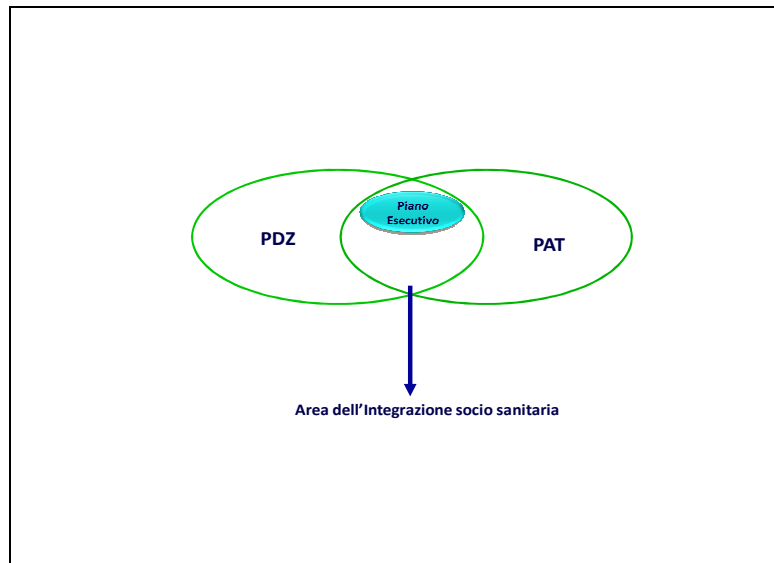 Piano
Esecutivo
PDZ
PAT
Area dell'Integrazione socio sanitaria